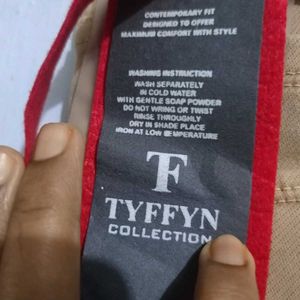 CONTEMPORARY FIT
DESIGNED TO OFFER
MAXIMUM COMFORT WITH STYLE
WASHING INSTRUCTION
WASH SEPARATELY
IN COLD WATER
WITH GENTLE SOAP POWDER
DO NOT WRING OR TWIST
RINSE THROUGHLY
DRY IN SHADE PLACE
IRON AT LOW TEMPERATURE
TF
TYFFYN
COLLECTION